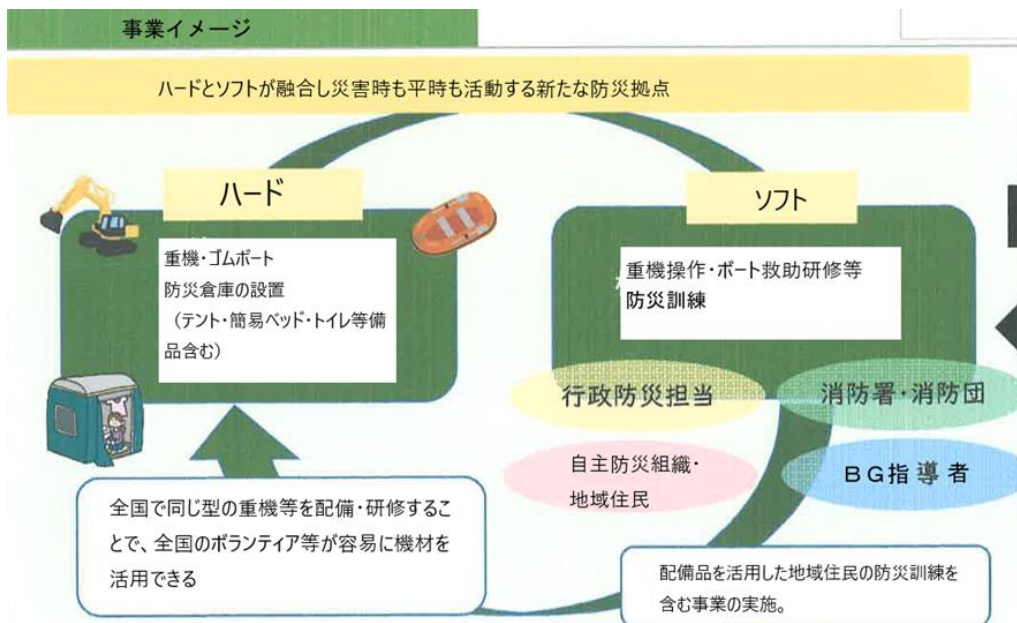 事業イメージ
ハードとソフトが融合し災害時も平時も活動する新たな防災拠点
ハード
重機・ゴムボート
防災倉庫の設置
（テント・簡易ベッド・トイレ等備
品含む）
ソフト
重機操作・ボート救助研修等
防災訓練
行政防災担当
消防署・消防団
自主防災組織・
地域住民
BG指導者
全国で同じ型の重機等を配備・研修するこ
とで、全国のボランティア等が容易に機材を
活用できる
配備品を活用した地域住民の防災訓練を
含む事業の実施。